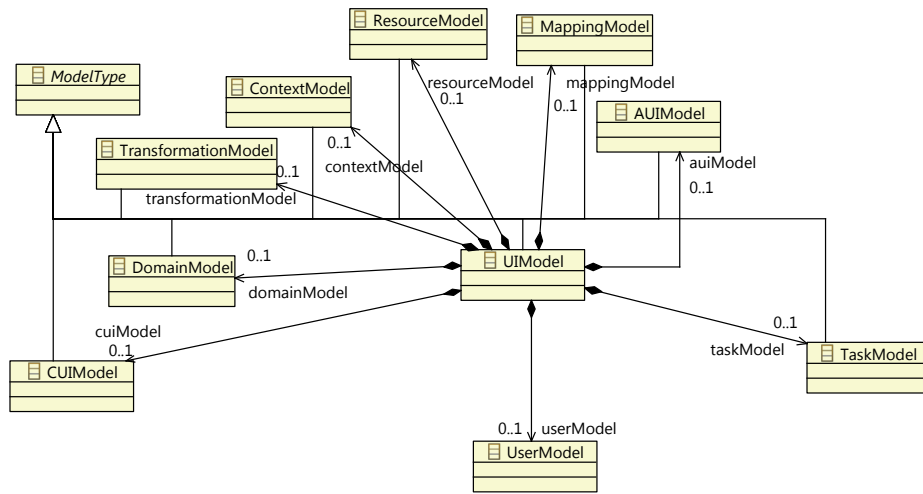 ResourceModel
MappingModel
ModelType
resourceModel
0..1
mappingModel
0..1
ContextModel
AUIModel
0..1
contextModel
TransformationModel
0..1
transformationModel
auiModel
0..1
DomainModel
0..1
domainModel
UIModel
cuiModel
0..1
CUIModel
0..1
taskModel
TaskModel
0..1
userModel
UserModel